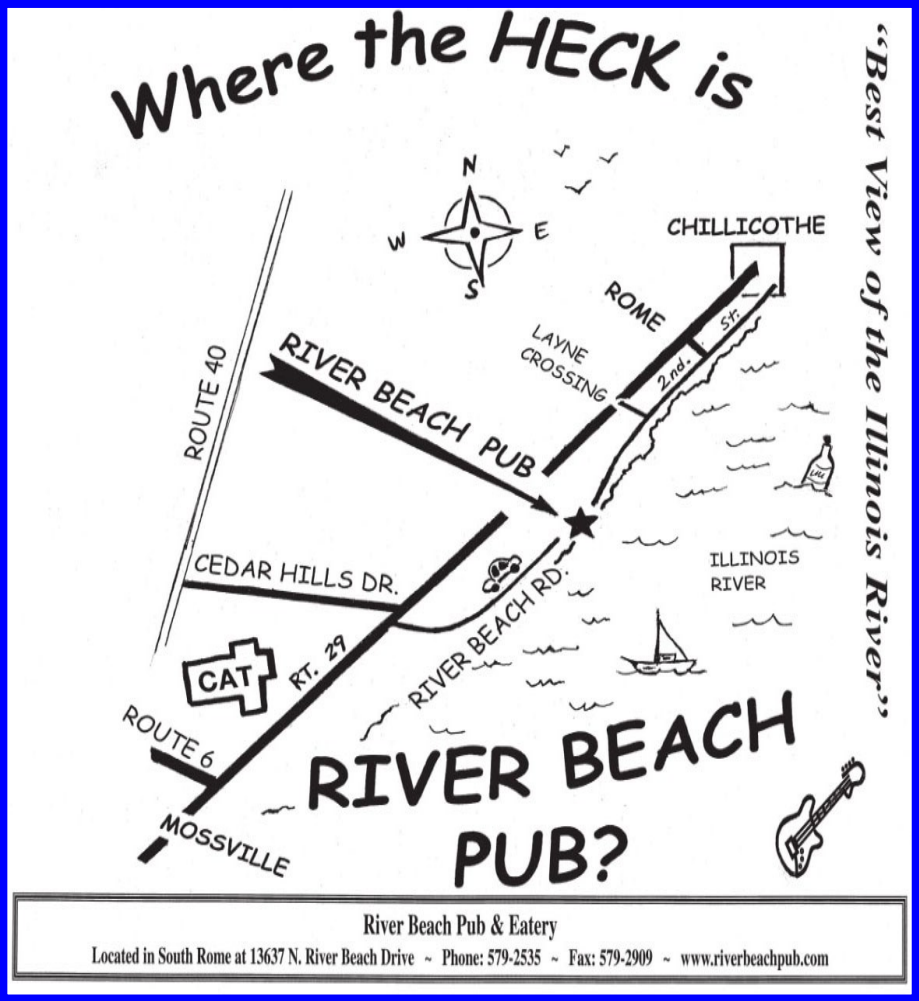 Where the HECK is
"Best View of the Illinois River"
N
W
E
S
CHILLICOTHE
ROME
LAYNE
CROSSING
2nd. St.
ROUTE 40
RIVER BEACH PUB
CEDAR HILLS DR.
ILLINOIS
RIVER
RIVER BEACH RD.
RT. 29
CAT
ROUTE 6
MOSSVILLE
RIVER BEACH
PUB?
River Beach Pub & Eatery
Located in South Rome at 13637 N. River Beach Drive ~ Phone: 579-2535 ~ Fax: 579-2909 ~ www.riverbeachpub.com